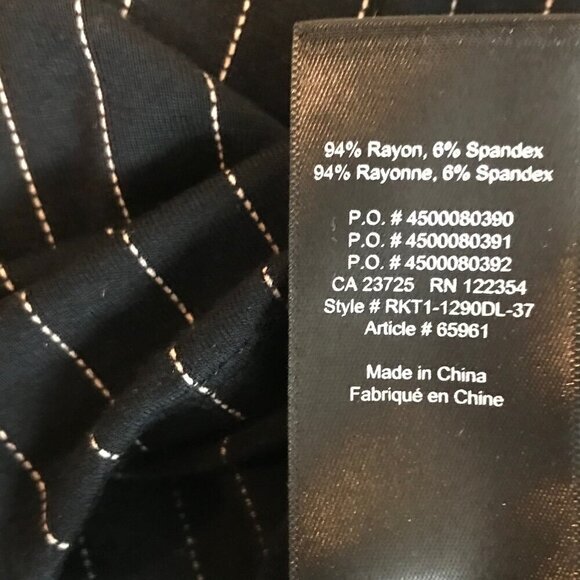 94% Rayon, 6% Spandex
94% Rayonne, 6% Spandex
P.O. # 4500080390
P.O. # 4500080391
P.O. # 4500080392
CA 23725 RN 122354
Style # RKT1-1290DL-37
Article # 65961
Made in China
Fabriqué en Chine